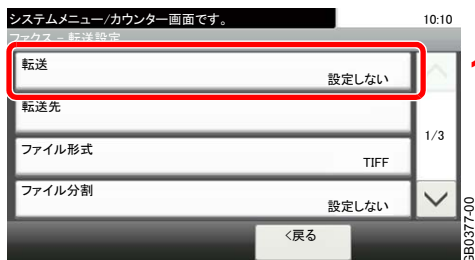 システムメニュー/カウンター画面です。
10:10
ファクス - 転送設定
転送
設定しない
転送先
1/3
ファイル形式
TIFF
ファイル分割
設定しない
<戻る
GB0377-00
1